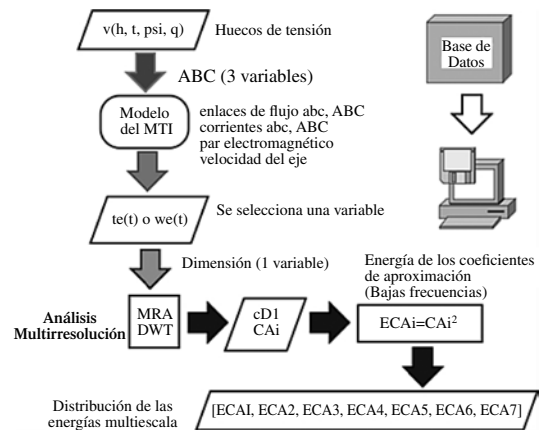 v(h, t, psi, q)
Huecos de tensión
Base de
Datos
ABC (3 variables)
Modelo
del MTI
enlaces de flujo abc, ABC
corrientes abc, ABC
par electromagnético
velocidad del eje
te(t) o we(t)
Se selecciona una variable
Dimensión (1 variable)
Energía de los coeficientes
de aproximación
(Bajas frecuencias)
Análisis
Multirresolución
MRA
DWT
cD1
CAi
ECAi=CAi²
Distribución de las
energías multiescala
[ECAI, ECA2, ECA3, ECA4, ECA5, ECA6, ECA7]